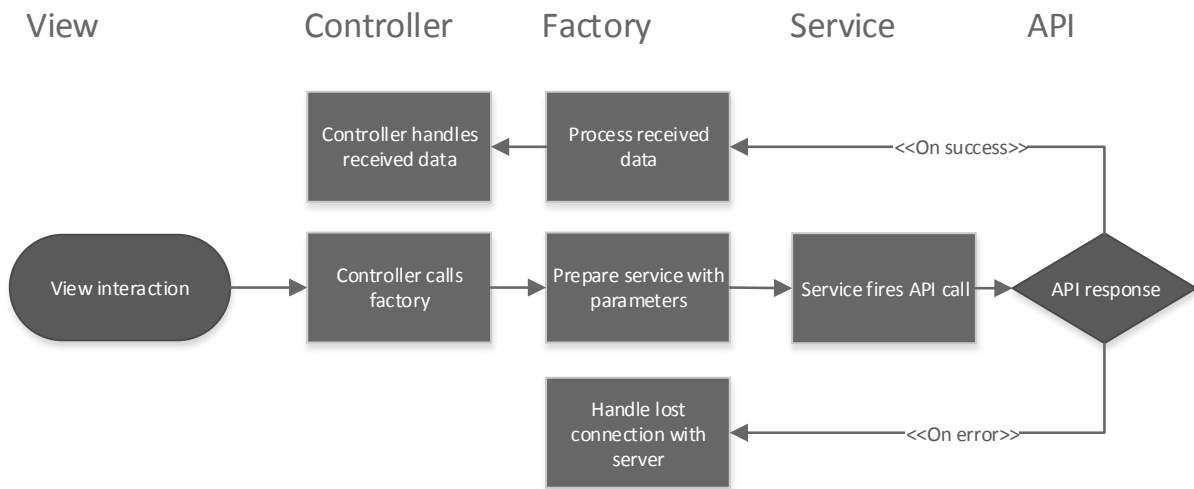 View
Controller
Factory
Service
API
Controller handles
received data
Process received
data
<<On success>>
View interaction
Controller calls
factory
Prepare service with
parameters
Service fires API call
API response
Handle lost
connection with
server
<<On error>>